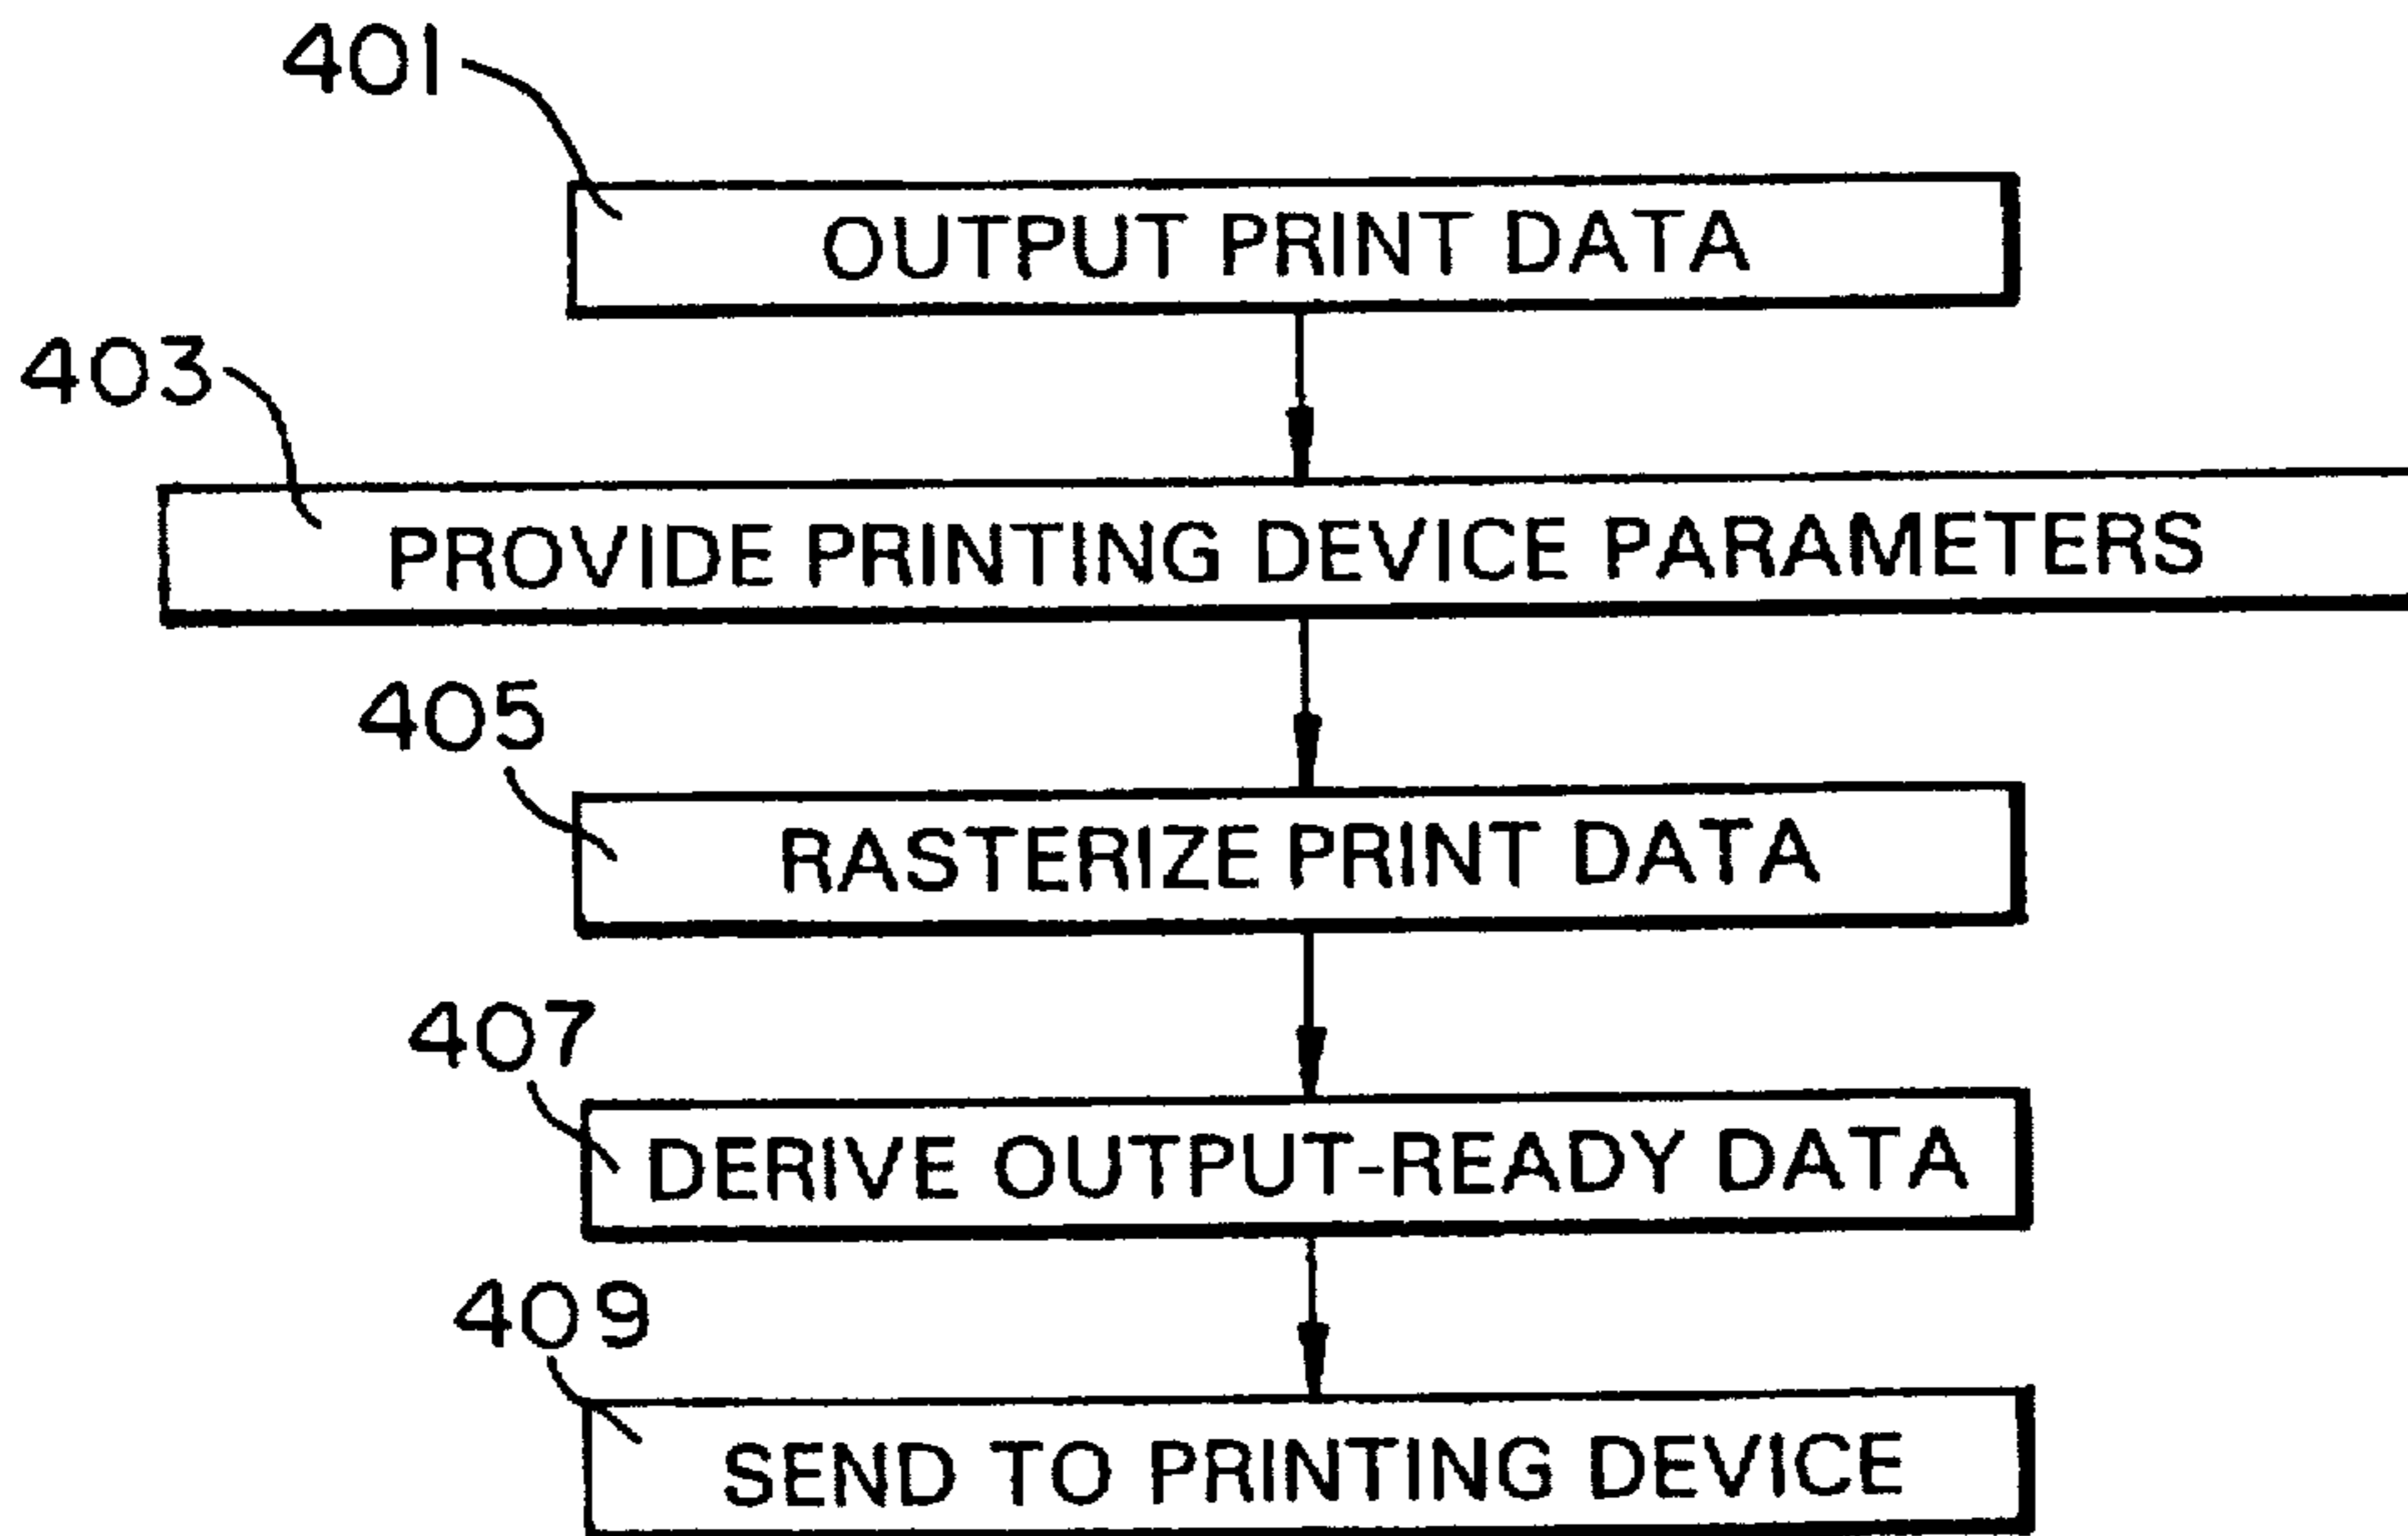 401
OUTPUT PRINT DATA
403
PROVIDE PRINTING DEVICE PARAMETERS
405
RASTERIZE PRINT DATA
407
DERIVE OUTPUT-READY DATA
409
SEND TO PRINTING DEVICE